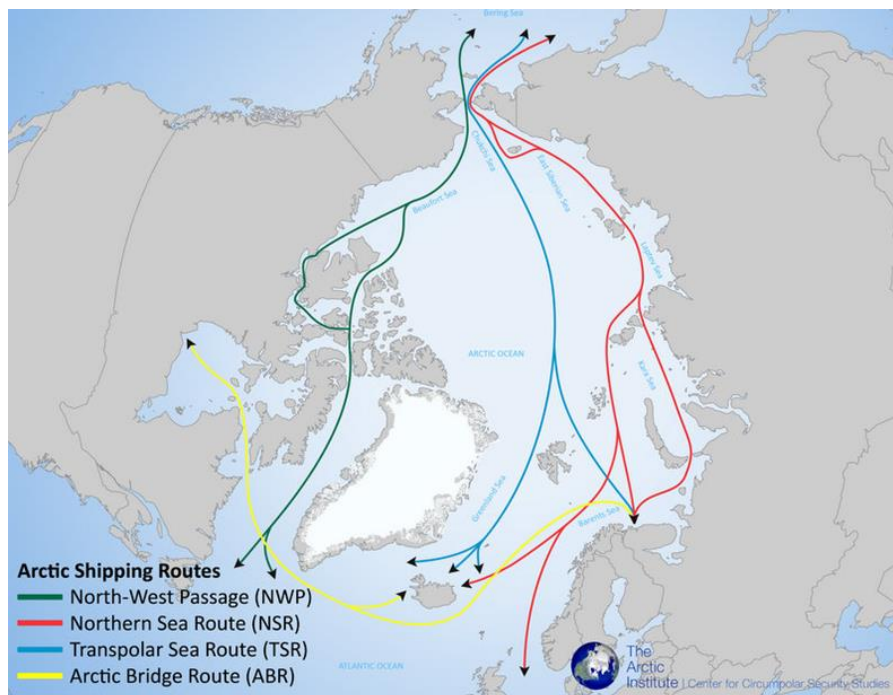 Bering Sea
Chukchi Sea
East Siberian Sea
Beaufort Sea
Laptev Sea
ARCTIC OCEAN
Kara Sea
Greenland Sea
Barents Sea
Arctic Shipping Routes
North-West Passage (NWP)
Northern Sea Route (NSR)
Transpolar Sea Route (TSR)
Arctic Bridge Route (ABR)
ATLANTIC OCEAN
The
Arctic
Institute | Center for Circumpolar Security Studies